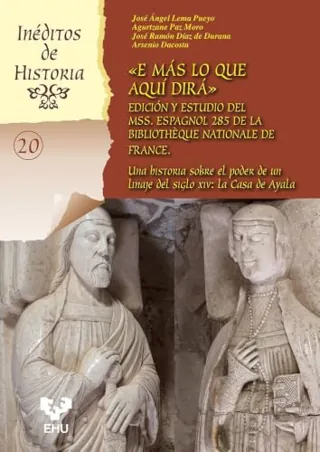 Inéditos
de
Historia
20
José Ángel Lema Pueyo
Agurtzane Paz Moro
José Ramón Díaz de Durana
Arsenio Dacosta
«E MÁS LO QUE
AQUÍ DIRÁ»
EDICIÓN Y ESTUDIO DEL
MSS. ESPAGNOL 285 DE LA
BIBLIOTHÈQUE NATIONALE DE
FRANCE.
Una historia sobre el poder de un
linaje del siglo XIV: la Casa de Ayala
EHU